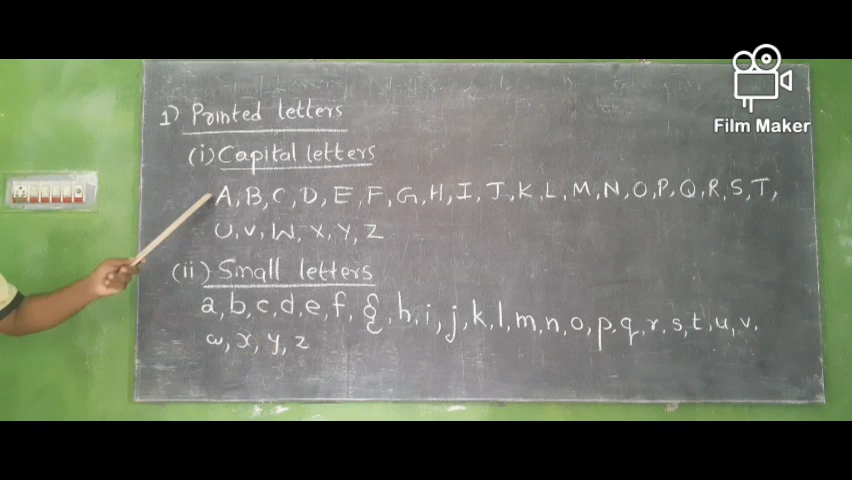 Film Maker
1) Printed letters
(i) Capital letters
A, B, C, D, E, F, G, H, I, J, K, L, M, N, O, P, Q, R, S, T,
U, V, W, X, Y, Z
(ii) Small letters
a, b, c, d, e, f, g, h, i, j, k, l, m, n, o, p, q, r, s, t, u, v,
w, x, y, z